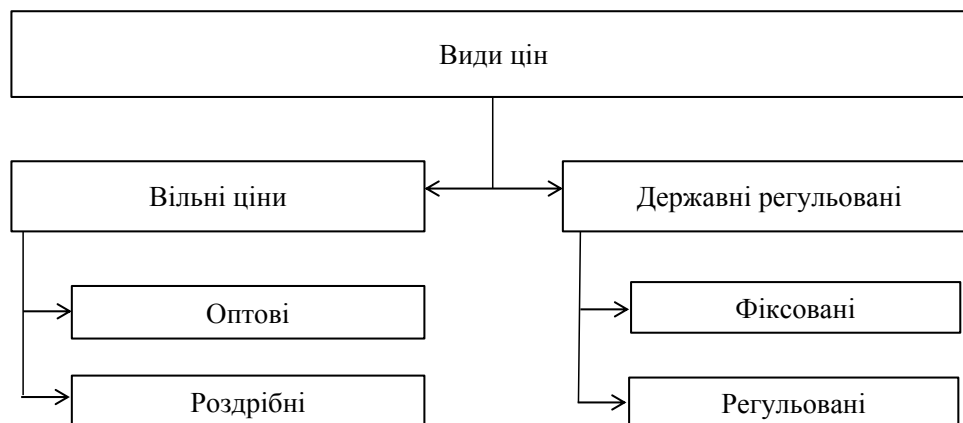 Види цін
Вільні ціни
Державні регульовані
Оптові
Фіксовані
Роздрібні
Регульовані